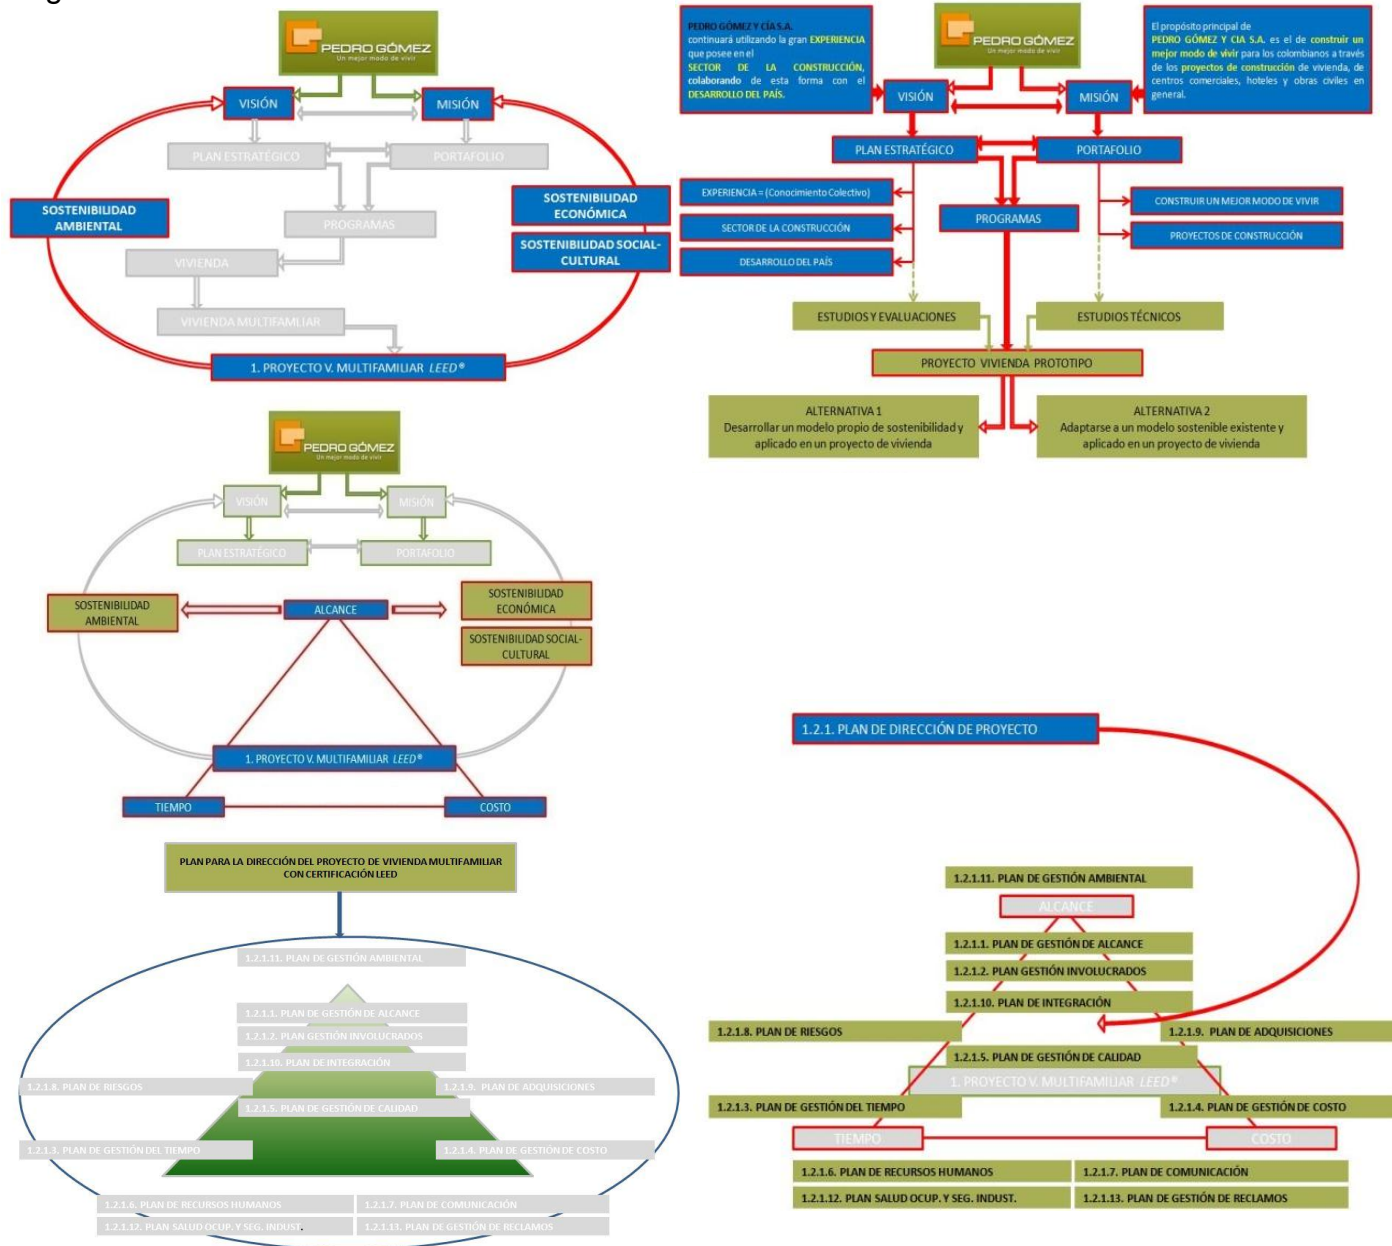 PEDRO GÓMEZ
Un mejor modo de vivir
VISIÓN
MISIÓN
PLAN ESTRATÉGICO
PORTAFOLIO
SOSTENIBILIDAD
AMBIENTAL
SOSTENIBILIDAD
ECONÓMICA
SOSTENIBILIDAD SOCIAL-
CULTURAL
PROGRAMAS
VIVIENDA
VIVIENDA MULTIFAMLIAR
1. PROYECTO V. MULTIFAMILIAR LEED®
PEDRO GÓMEZ Y CÍA S.A.
continuará utilizando la gran EXPERIENCIA
que posee en el
SECTOR DE LA CONSTRUCCIÓN,
colaborando de esta forma con el
DESARROLLO DEL PAÍS.
PEDRO GÓMEZ
Un mejor modo de vivir
El propósito principal de
PEDRO GÓMEZ Y CIA S.A. es el de construir un
mejor modo de vivir para los colombianos a través
de los proyectos de construcción de vivienda, de
centros comerciales, hoteles y obras civiles en
general.
VISIÓN
MISIÓN
PLAN ESTRATÉGICO
PORTAFOLIO
EXPERIENCIA = (Conocimiento Colectivo)
SECTOR DE LA CONSTRUCCIÓN
DESARROLLO DEL PAÍS
PROGRAMAS
CONSTRUIR UN MEJOR MODO DE VIVIR
PROYECTOS DE CONSTRUCCIÓN
ESTUDIOS Y EVALUACIONES
ESTUDIOS TÉCNICOS
PROYECTO VIVIENDA PROTOTIPO
ALTERNATIVA 1
Desarrollar un modelo propio de sostenibilidad y
aplicado en un proyecto de vivienda
ALTERNATIVA 2
Adaptarse a un modelo sostenible existente y
aplicado en un proyecto de vivienda
PEDRO GÓMEZ
Un mejor modo de vivir
VISIÓN
MISIÓN
PLAN ESTRATÉGICO
PORTAFOLIO
SOSTENIBILIDAD
AMBIENTAL
ALCANCE
SOSTENIBILIDAD
ECONÓMICA
SOSTENIBILIDAD SOCIAL-
CULTURAL
1. PROYECTO V. MULTIFAMILIAR LEED®
TIEMPO
COSTO
PLAN PARA LA DIRECCIÓN DEL PROYECTO DE VIVIENDA MULTIFAMILIAR
CON CERTIFICACIÓN LEED
1.2.1.11. PLAN DE GESTIÓN AMBIENTAL
1.2.1.1. PLAN DE GESTIÓN DE ALCANCE
1.2.1.2. PLAN GESTIÓN INVOLUCRADOS
1.2.1.10. PLAN DE INTEGRACIÓN
1.2.1.8. PLAN DE RIESGOS
1.2.1.9. PLAN DE ADQUISICIONES
1.2.1.5. PLAN DE GESTIÓN DE CALIDAD
1.2.1.3. PLAN DE GESTIÓN DEL TIEMPO
1.2.1.4. PLAN DE GESTIÓN DE COSTO
1.2.1.6. PLAN DE RECURSOS HUMANOS
1.2.1.7. PLAN DE COMUNICACIÓN
1.2.1.12. PLAN SALUD OCUP. Y SEG. INDUST.
1.2.1.13. PLAN DE GESTIÓN DE RECLAMOS
1.2.1. PLAN DE DIRECCIÓN DE PROYECTO
1.2.1.11. PLAN DE GESTIÓN AMBIENTAL
ALCANCE
1.2.1.1. PLAN DE GESTIÓN DE ALCANCE
1.2.1.2. PLAN GESTIÓN INVOLUCRADOS
1.2.1.10. PLAN DE INTEGRACIÓN
1.2.1.8. PLAN DE RIESGOS
1.2.1.9. PLAN DE ADQUISICIONES
1.2.1.5. PLAN DE GESTIÓN DE CALIDAD
1. PROYECTO V. MULTIFAMILIAR LEED®
1.2.1.3. PLAN DE GESTIÓN DEL TIEMPO
1.2.1.4. PLAN DE GESTIÓN DE COSTO
TIEMPO
COSTO
1.2.1.6. PLAN DE RECURSOS HUMANOS
1.2.1.7. PLAN DE COMUNICACIÓN
1.2.1.12. PLAN SALUD OCUP. Y SEG. INDUST.
1.2.1.13. PLAN DE GESTIÓN DE RECLAMOS